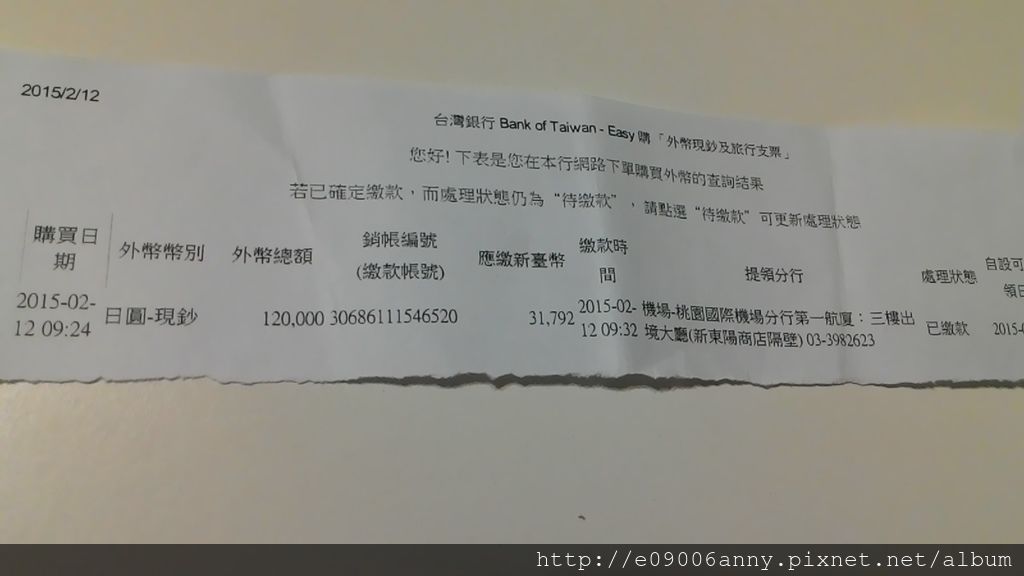 2015/2/12
台灣銀行 Bank of Taiwan - Easy 購「外幣現鈔及旅行支票」
您好! 下表是您在本行網路下單購買外幣的查詢結果
若已確定繳款，而處理狀態仍為“待繳款”，請點選“待繳款”可更新處理狀態
購買日期 外幣幣別 外幣總額 銷帳編號(繳款帳號) 應繳新臺幣 繳款時間 提領分行 處理狀態 自設可領日
2015-02-12 09:24 日圓-現鈔 120,000 30686111546520 31,792 2015-02-12 09:32 機場-桃園國際機場分行第一航廈：三樓出境大廳(新東陽商店隔壁) 03-3982623 已繳款 2015-0
http://e09006anny.pixnet.net/album